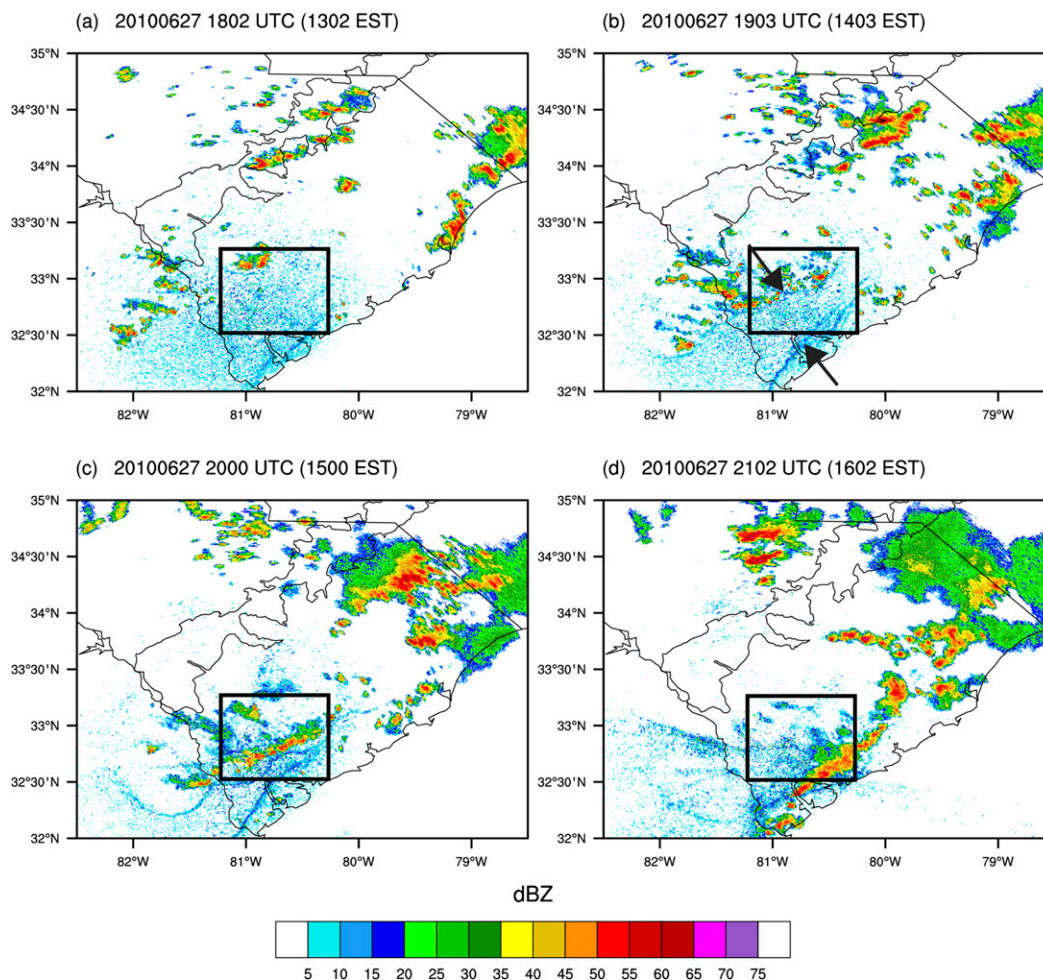 (a) 20100627 1802 UTC (1302 EST)
(b) 20100627 1903 UTC (1403 EST)
35°N 35°N
34°30'N 34°30'N
34°N 34°N
33°30'N 33°30'N
33°N 33°N
32°30'N 32°30'N
32°N 32°N
82°W 81°W 80°W 79°W 82°W 81°W 80°W 79°W
(c) 20100627 2000 UTC (1500 EST)
(d) 20100627 2102 UTC (1602 EST)
35°N 35°N
34°30'N 34°30'N
34°N 34°N
33°30'N 33°30'N
33°N 33°N
32°30'N 32°30'N
32°N 32°N
82°W 81°W 80°W 79°W 82°W 81°W 80°W 79°W
dBZ
5 10 15 20 25 30 35 40 45 50 55 60 65 70 75